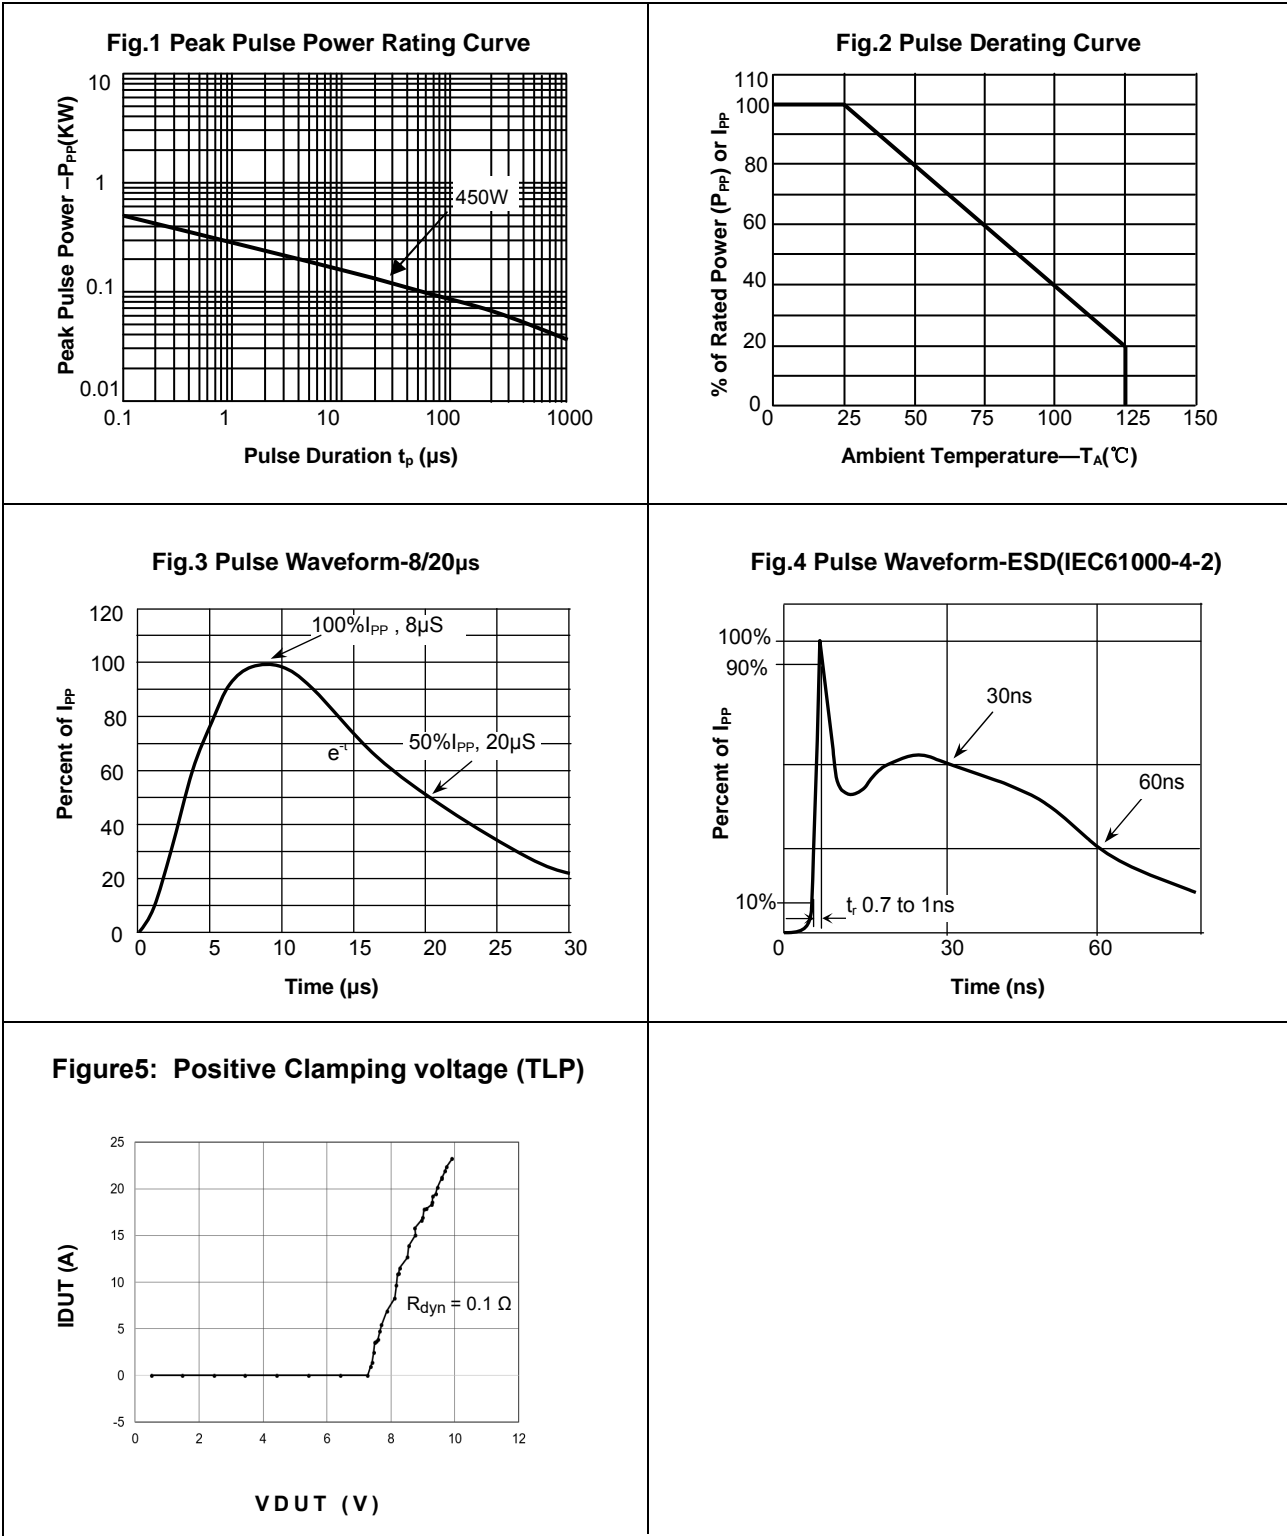 Fig.1 Peak Pulse Power Rating Curve
Peak Pulse Power –PPP(KW)
10
1
0.1
0.01
450W
0.1 1 10 100 1000
Pulse Duration tp (µs)
Fig.2 Pulse Derating Curve
% of Rated Power (PPP) or IPP
110
100
80
60
40
20
0
0 25 50 75 100 125 150
Ambient Temperature—TA(℃)
Fig.3 Pulse Waveform-8/20µs
Percent of IPP
120
100
80
60
40
20
0
100%IPP , 8µS
e-t
50%IPP, 20µS
0 5 10 15 20 25 30
Time (µs)
Fig.4 Pulse Waveform-ESD(IEC61000-4-2)
Percent of IPP
100%
90%
10%
30ns
60ns
tr 0.7 to 1ns
0 30 60
Time (ns)
Figure5: Positive Clamping voltage (TLP)
IDUT (A)
25
20
15
10
5
0
-5
Rdyn = 0.1 Ω
0 2 4 6 8 10 12
VDUT (V)